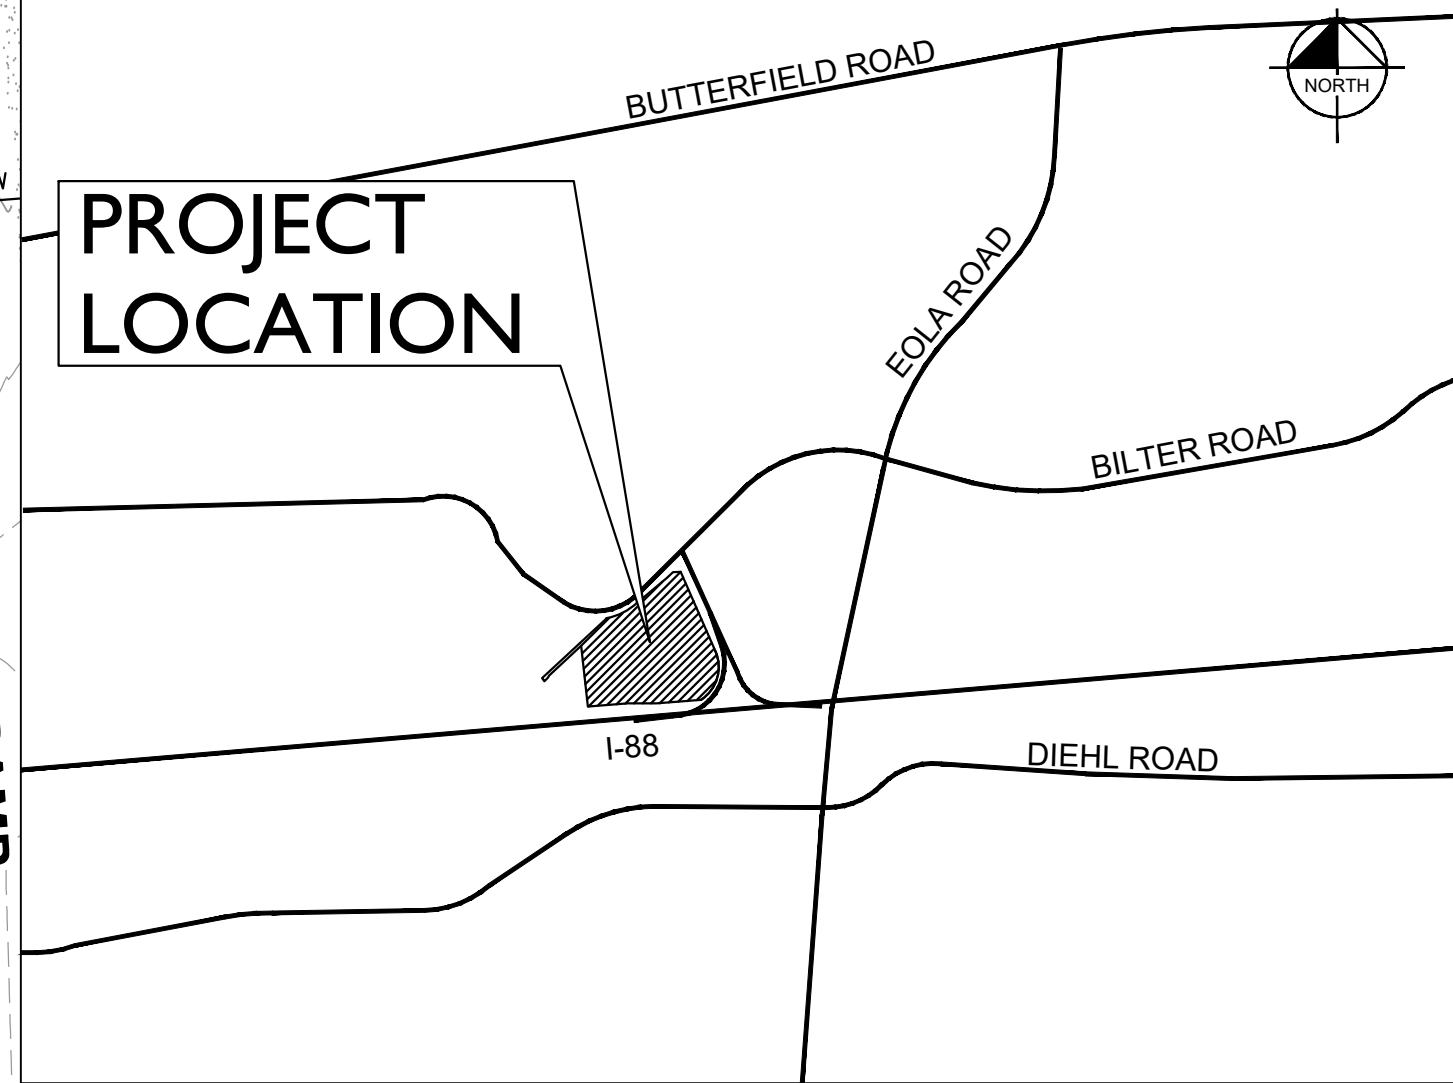 BUTTERFIELD ROAD
NORTH
PROJECT
LOCATION
EOLA ROAD
BILTER ROAD
I-88
DIEHL ROAD